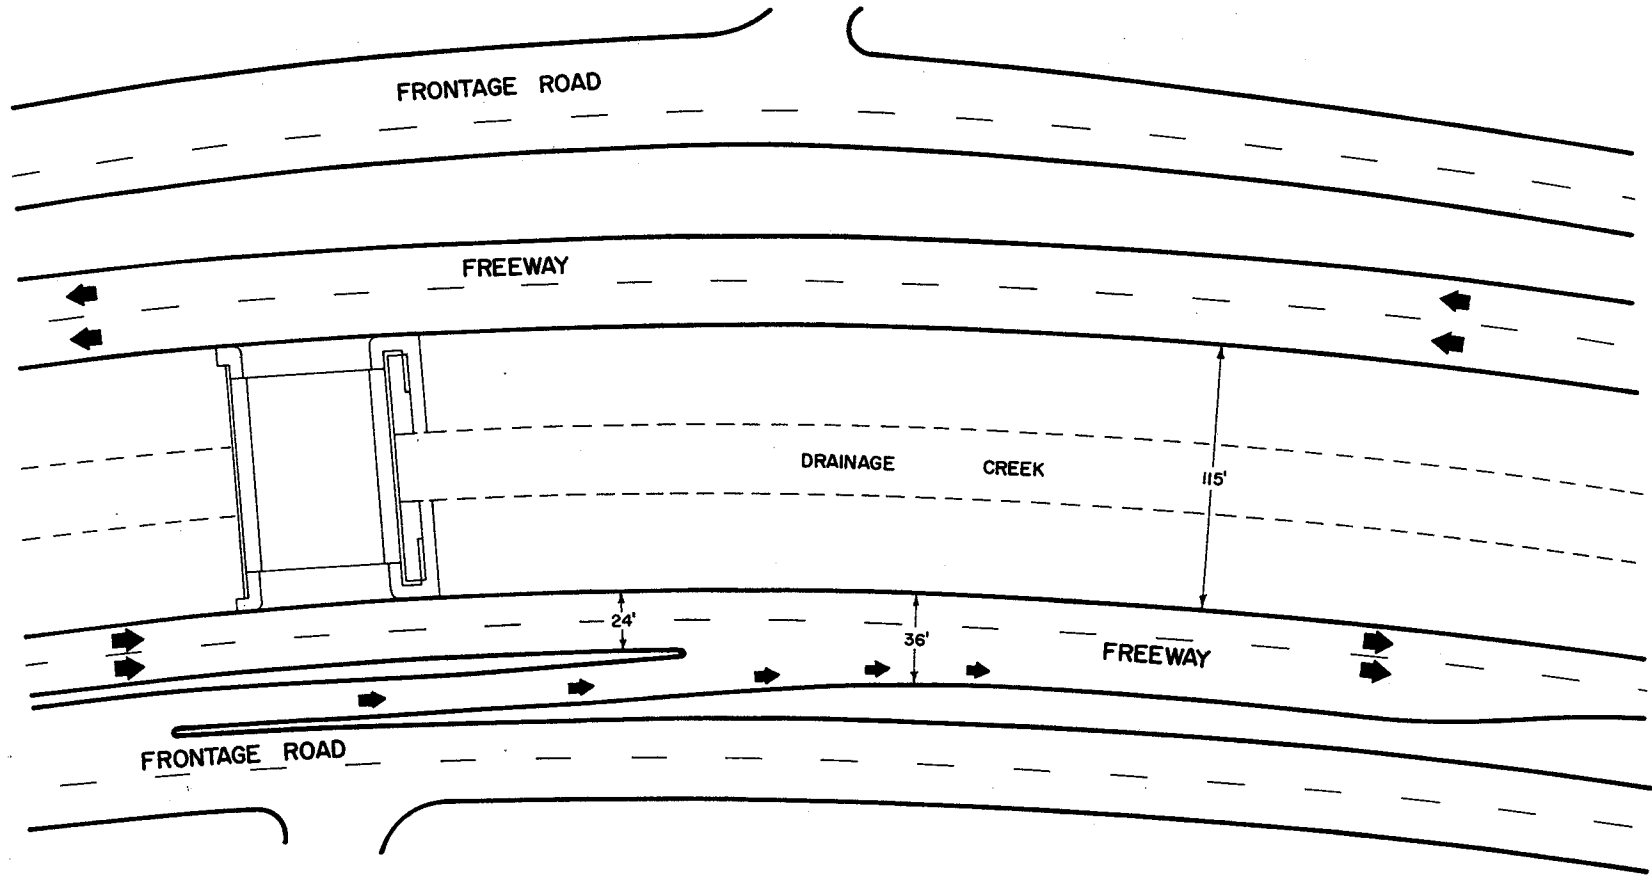 FRONTAGE ROAD
FREEWAY
DRAINAGE CREEK
115'
24'
36'
FREEWAY
FRONTAGE ROAD